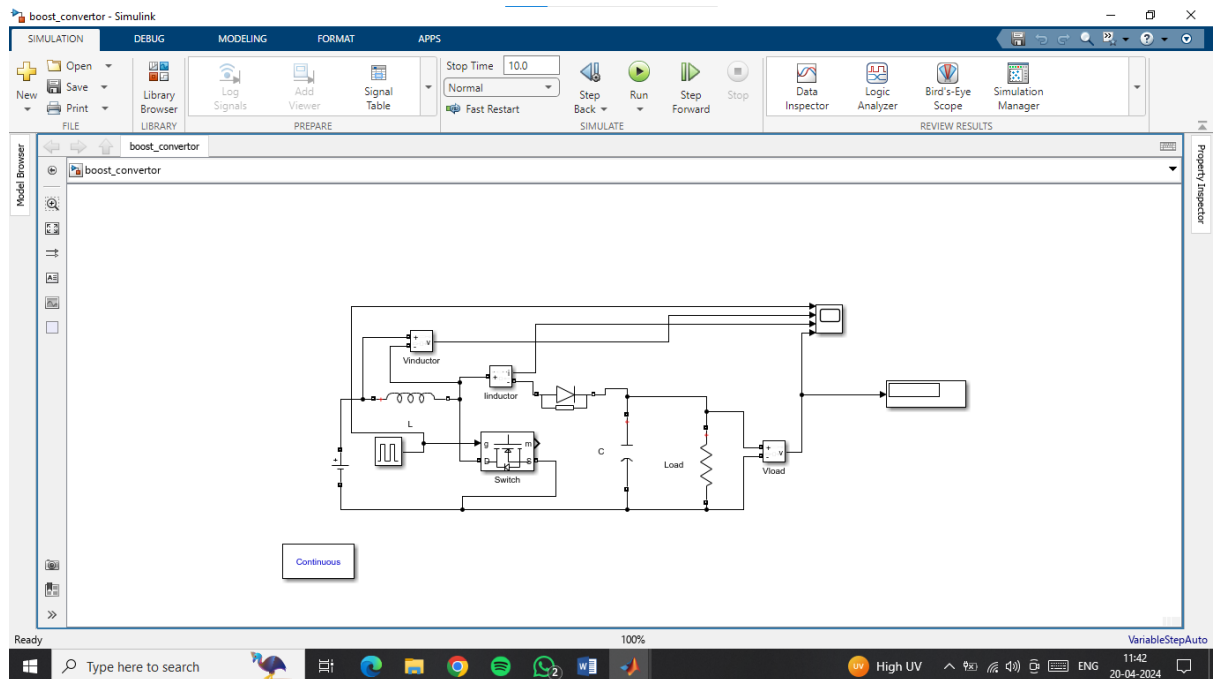 boost_convertor - Simulink
SIMULATION DEBUG MODELING FORMAT APPS
New
Open
Save
Print
FILE
Library Browser
LIBRARY
Log Signals
Add Viewer
Signal Table
PREPARE
Stop Time 10.0
Normal
Fast Restart
Step Back
Run
Step Forward
Stop
SIMULATE
Data Inspector
Logic Analyzer
Bird's-Eye Scope
Simulation Manager
REVIEW RESULTS
Model Browser
boost_convertor
boost_convertor
Property Inspector
+
-
v
Vinductor
+
i
-
Iinductor
+
L
g
m
D
S
Switch
+
+
C
+
Load
+
-
v
Vload
Continuous
Ready
100%
VariableStepAuto
Type here to search
2
UV
High UV
ENG
11:42
20-04-2024